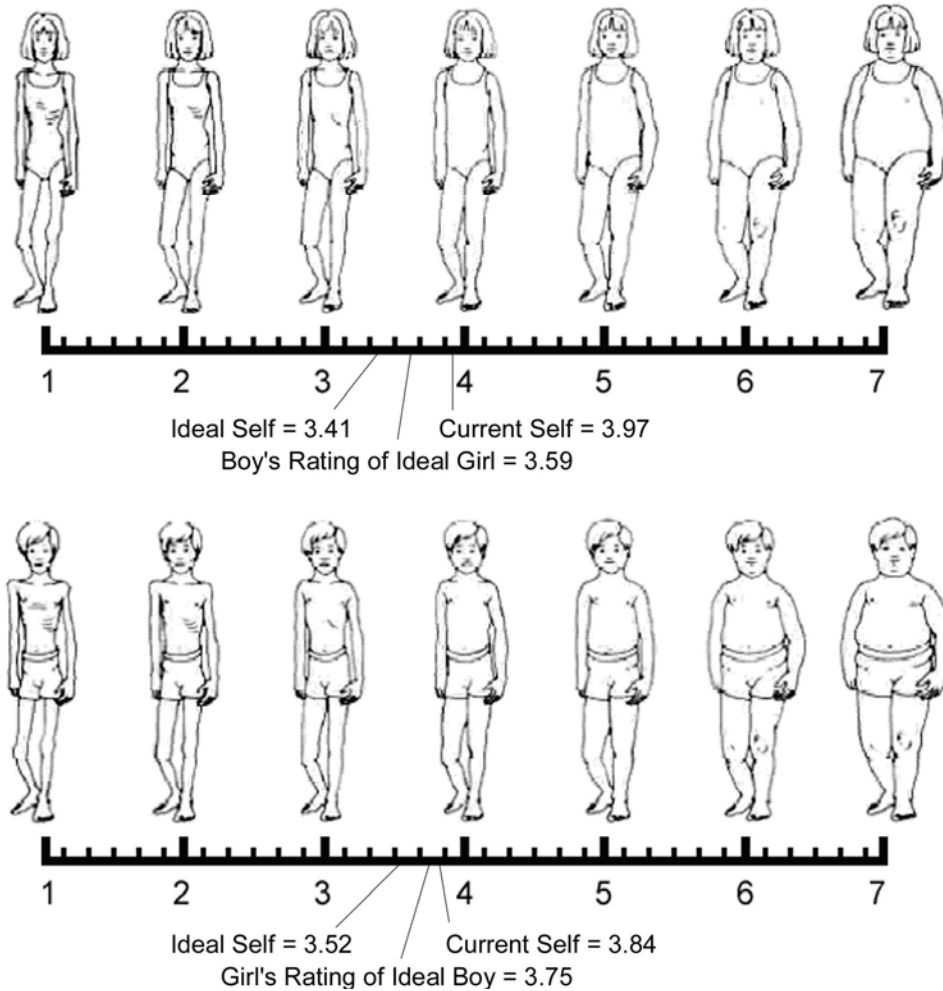 1 2 3 4 5 6 7
Ideal Self = 3.41 Current Self = 3.97
Boy's Rating of Ideal Girl = 3.59
1 2 3 4 5 6 7
Ideal Self = 3.52 Current Self = 3.84
Girl's Rating of Ideal Boy = 3.75